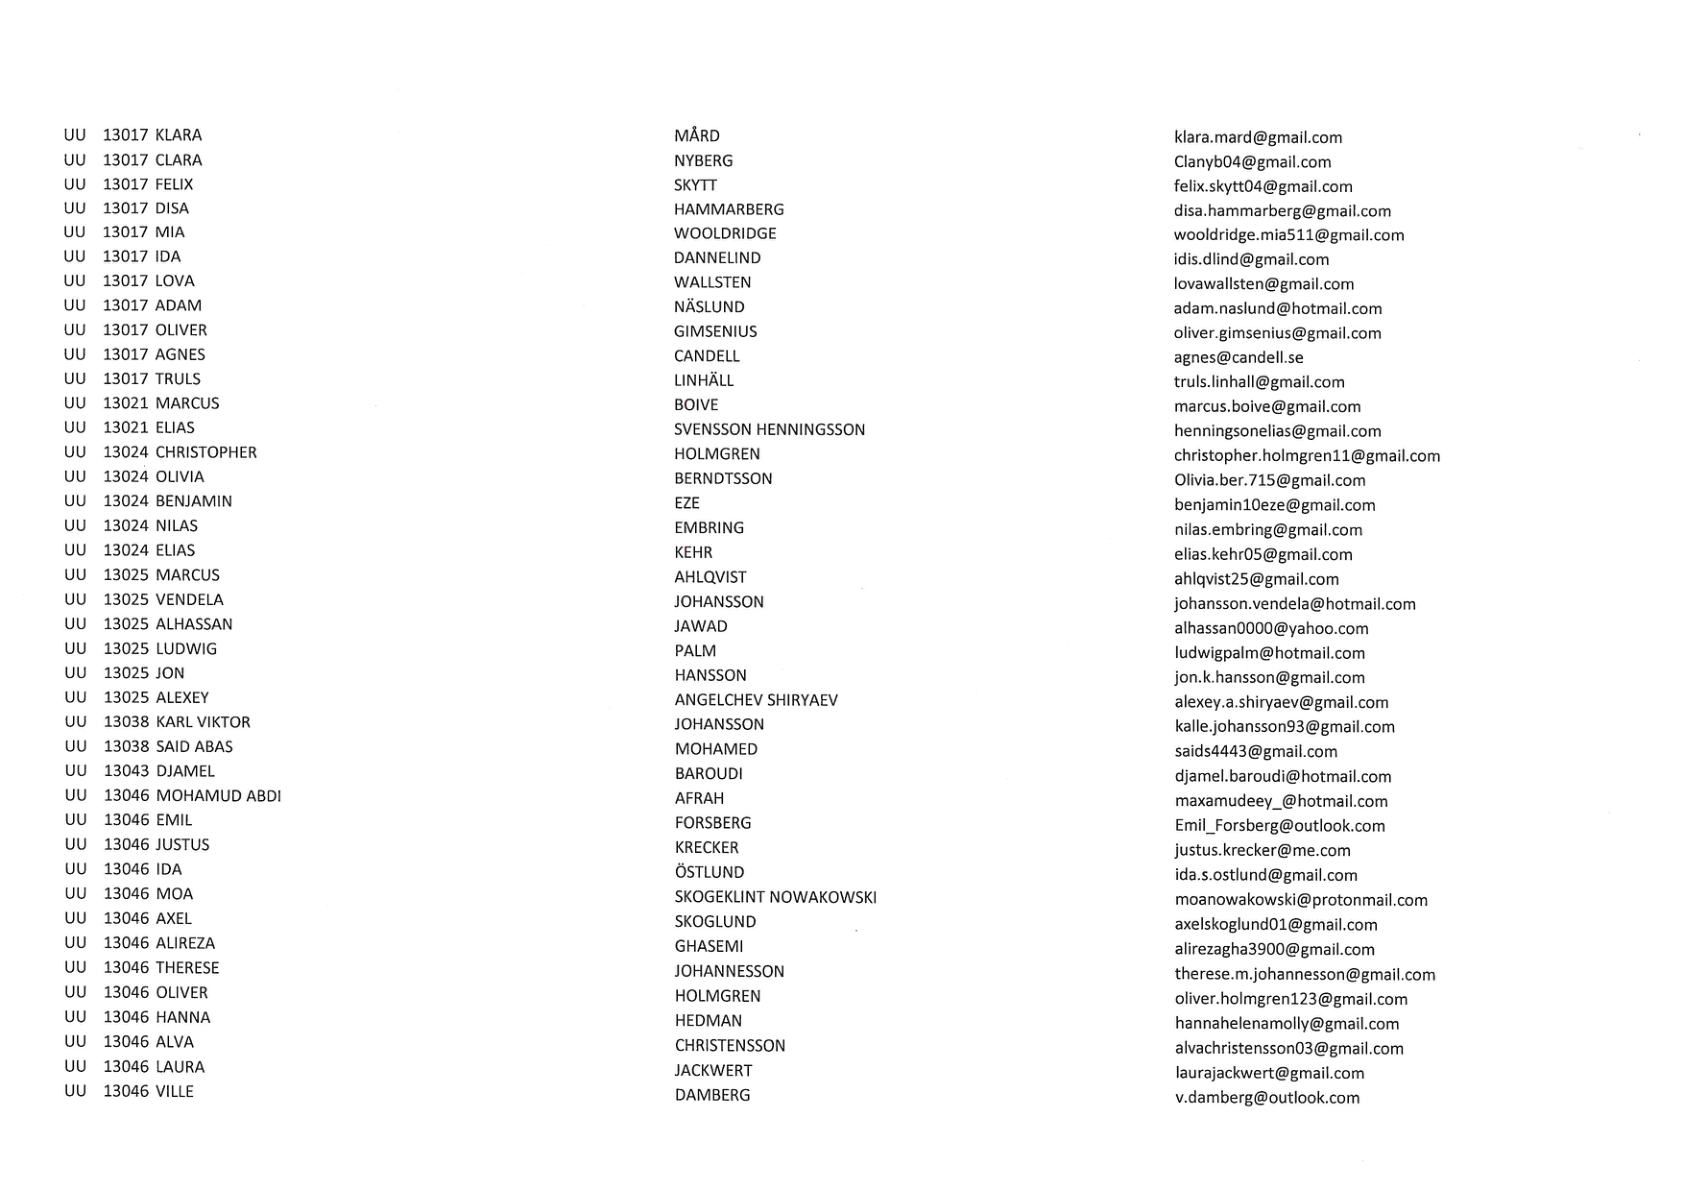 UU 13017 KLARA MÅRD klara.mard@gmail.com
UU 13017 CLARA NYBERG Clanyb04@gmail.com
UU 13017 FELIX SKYTT felix.skytt04@gmail.com
UU 13017 DISA HAMMARBERG disa.hammarberg@gmail.com
UU 13017 MIA WOOLDRIDGE wooldridge.mia511@gmail.com
UU 13017 IDA DANNELIND idis.dlind@gmail.com
UU 13017 LOVA WALLSTEN lovawallsten@gmail.com
UU 13017 ADAM NÄSLUND adam.naslund@hotmail.com
UU 13017 OLIVER GIMSENIUS oliver.gimsenius@gmail.com
UU 13017 AGNES CANDELL agnes@candell.se
UU 13017 TRULS LINHÄLL truls.linhall@gmail.com
UU 13021 MARCUS BOIVE marcus.boive@gmail.com
UU 13021 ELIAS SVENSSON HENNINGSSON henningsonelias@gmail.com
UU 13024 CHRISTOPHER HOLMGREN christopher.holmgren11@gmail.com
UU 13024 OLIVIA BERNDTSSON Olivia.ber.715@gmail.com
UU 13024 BENJAMIN EZE benjamin10eze@gmail.com
UU 13024 NILAS EMBRING nilas.embring@gmail.com
UU 13024 ELIAS KEHR elias.kehr05@gmail.com
UU 13025 MARCUS AHLQVIST ahlqvist25@gmail.com
UU 13025 VENDELA JOHANSSON johansson.vendela@hotmail.com
UU 13025 ALHASSAN JAWAD alhassan0000@yahoo.com
UU 13025 LUDWIG PALM ludwigpalm@hotmail.com
UU 13025 JON HANSSON jon.k.hansson@gmail.com
UU 13025 ALEXEY ANGELCHEV SHIRYAEV alexey.a.shiryaev@gmail.com
UU 13038 KARL VIKTOR JOHANSSON kalle.johansson93@gmail.com
UU 13038 SAID ABAS MOHAMED saids4443@gmail.com
UU 13043 DJAMEL BAROUDI djamel.baroudi@hotmail.com
UU 13046 MOHAMUD ABDI AFRAH maxamudeey_@hotmail.com
UU 13046 EMIL FORSBERG Emil_Forsberg@outlook.com
UU 13046 JUSTUS KRECKER justus.krecker@me.com
UU 13046 IDA ÖSTLUND ida.s.ostlund@gmail.com
UU 13046 MOA SKOGEKLINT NOWAKOWSKI moanowakowski@protonmail.com
UU 13046 AXEL SKOGLUND axelskoglund01@gmail.com
UU 13046 ALIREZA GHASEMI alirezagha3900@gmail.com
UU 13046 THERESE JOHANNESSON therese.m.johannesson@gmail.com
UU 13046 OLIVER HOLMGREN oliver.holmgren123@gmail.com
UU 13046 HANNA HEDMAN hannahelenamolly@gmail.com
UU 13046 ALVA CHRISTENSSON alvachristensson03@gmail.com
UU 13046 LAURA JACKWERT laurajackwert@gmail.com
UU 13046 VILLE DAMBERG v.damberg@outlook.com